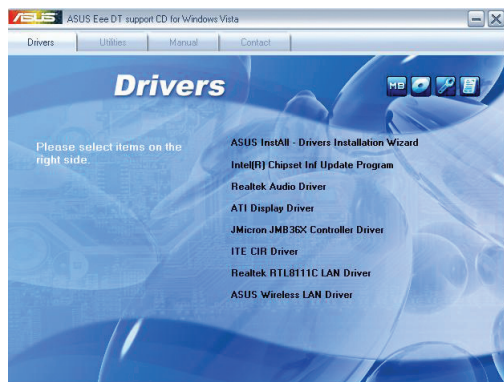 ASUS ASUS Eee DT support CD for Windows Vista
Drivers Utilities Manual Contact
Drivers
MB
Please select items on the
right side.
ASUS InstAll - Drivers Installation Wizard
Intel(R) Chipset Inf Update Program
Realtek Audio Driver
ATI Display Driver
JMicron JMB36X Controller Driver
ITE CIR Driver
Realtek RTL8111C LAN Driver
ASUS Wireless LAN Driver